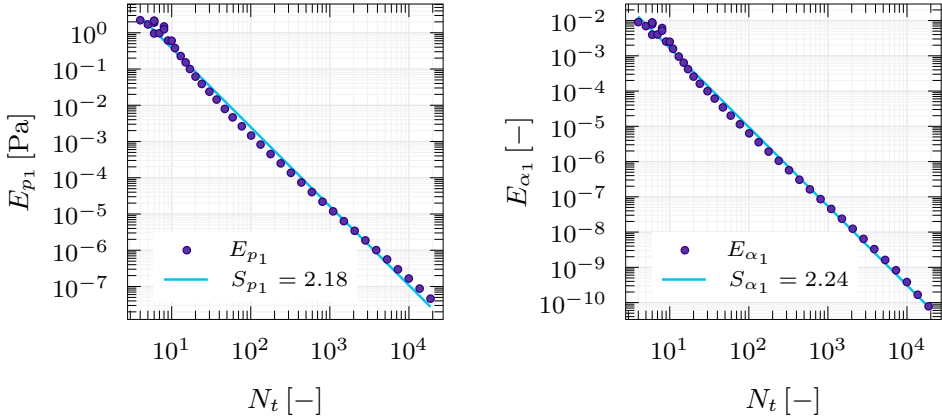 E_{p_1} [Pa]
10^0
10^{-1}
10^{-2}
10^{-3}
10^{-4}
10^{-5}
10^{-6}
10^{-7}
E_{p_1}
S_{p_1} = 2.18
10^1 10^2 10^3 10^4
N_t [−]
E_{α_1} [−]
10^{-2}
10^{-3}
10^{-4}
10^{-5}
10^{-6}
10^{-7}
10^{-8}
10^{-9}
10^{-10}
E_{α_1}
S_{α_1} = 2.24
10^1 10^2 10^3 10^4
N_t [−]